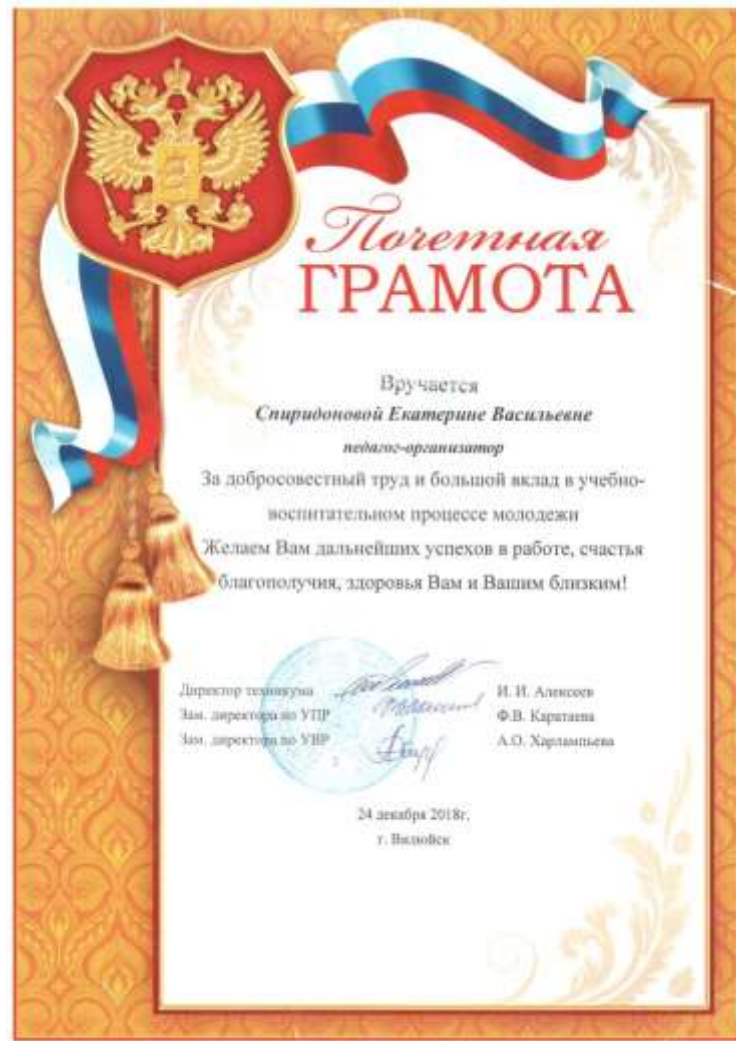 Почетная
ГРАМОТА
Вручается
Спиридоновой Екатерине Васильевне
педагог-организатор
За добросовестный труд и большой вклад в учебно-
воспитательном процессе молодежи
Желаем Вам дальнейших успехов в работе, счастья
благополучия, здоровья Вам и Вашим близким!
Директор техникума И. И. Алексеев
Зам. директора по УПР Ф.В. Каратаева
Зам. директора по УВР А.О. Харлампьева
24 декабря 2018г.
г. Вилюйск